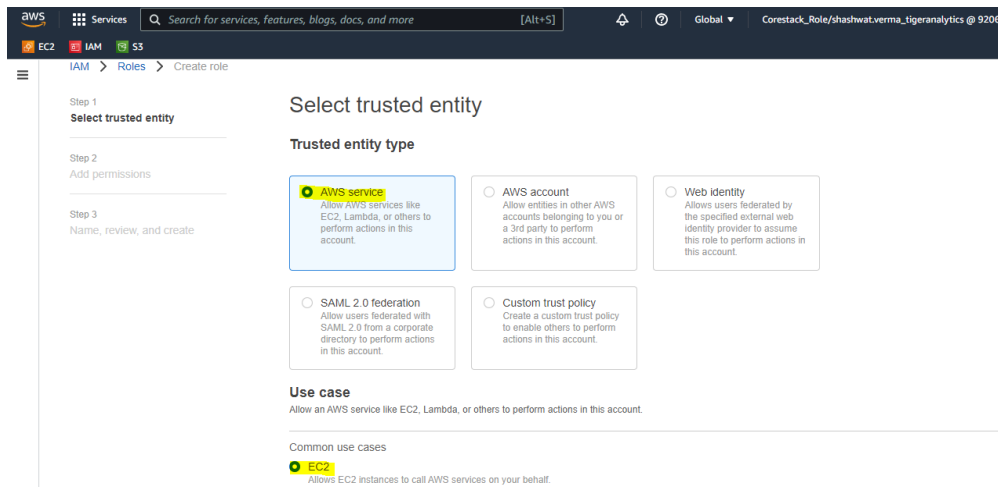 aws
Services
Search for services, features, blogs, docs, and more
[Alt+S]
Global
Corestack_Role/shashwat.verma_tigeranalytics @ 9206
EC2
IAM
S3
IAM > Roles > Create role
Step 1
Select trusted entity
Step 2
Add permissions
Step 3
Name, review, and create
Select trusted entity
Trusted entity type
AWS service
Allow AWS services like
EC2, Lambda, or others to
perform actions in this
account.
AWS account
Allow entities in other AWS
accounts belonging to you or
a 3rd party to perform
actions in this account.
Web identity
Allows users federated by
the specified external web
identity provider to assume
this role to perform actions in
this account.
SAML 2.0 federation
Allow users federated with
SAML 2.0 from a corporate
directory to perform actions
in this account.
Custom trust policy
Create a custom trust policy
to enable others to perform
actions in this account.
Use case
Allow an AWS service like EC2, Lambda, or others to perform actions in this account.
Common use cases
EC2
Allows EC2 instances to call AWS services on your behalf.